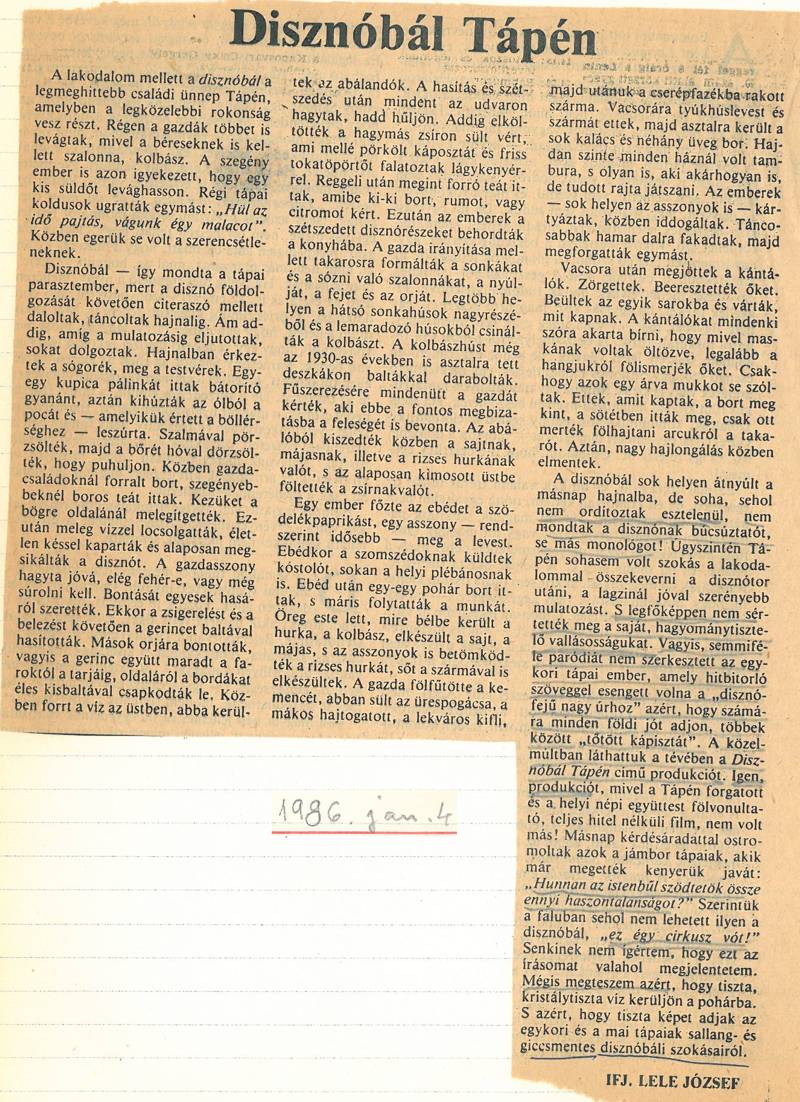 Disznóbál Tápén
A lakodalom mellett a disznóbál a
legmeghittebb családi ünnep Tápén,
amelyben a legközelebbi rokonság
vesz részt. Régen a gazdák többet is
levágtak, mivel a béreseknek is kel-
lett szalonna, kolbász. A szegény
ember is azon igyekezett, hogy egy
kis süldőt levághasson. Régi tápai
koldusok ugratták egymást: „Hül az
idő pajtás, vágunk égy malacot".
Közben egerük se volt a szerencsétle-
neknek.
Disznóbál — így mondta a tápai
parasztember, mert a disznó földol-
gozását követően citeraszó mellett
daloltak, táncoltak hajnalig. Ám ad-
dig, amíg a mulatozásig eljutottak,
sokat dolgoztak. Hajnalban érkez-
tek a sógorék, meg a testvérek. Egy-
egy kupica pálinkát ittak bátorító
gyanánt, aztán kihúzták az ólból a
pocát és — amelyikük értett a böllér-
séghez — leszúrta. Szalmával pör-
zsölték, majd a bőrét hóval dörzsöl-
ték, hogy puhuljon. Közben gazda-
családoknál forralt bort, szegényeb-
beknél boros teát ittak. Kezüket a
bögre oldalánál melegítgették. Ez-
után meleg vízzel locsolgatták, élet-
len késsel kaparták és alaposan meg-
sikálták a disznót. A gazdasszony
hagyta jóvá, elég fehér-e, vagy még
súrolni kell. Bontását egyesek hasá-
ról szerették. Ekkor a zsigerelést és a
belezést követően a gerincet baltával
hasították. Mások orjára bontották,
vagyis a gerinc együtt maradt a fa-
roktól a tarjáig, oldaláról a bordákat
éles kisbaltával csapkodták le. Köz-
ben forrt a víz az üstben, abba kerül-
tek az abálandók. A hasítás és szét-
szedés után mindent az udvaron
hagytak, hadd hűljön. Addig elköl-
tötték a hagymás zsíron sült vért,
ami mellé pörkölt káposztát és friss
tokatöpörtőt falatoztak lágykenyér-
rel. Reggeli után megint forró teát it-
tak, amibe ki-ki bort, rumot, vagy
citromot kért. Ezután az emberek a
szétszedett disznórészeket behordták
a konyhába. A gazda irányítása mel-
lett takarosra formálták a sonkákat
és a sózni való szalonnákat, a nyúl-
ját, a fejet és az orját. Legtöbb he-
lyen a hátsó sonkahúsok nagyrészé-
ből és a lemaradozó húsokból csinál-
ták a kolbászt. A kolbászhúst még
az 1930-as években is asztalra tett
deszkákon baltákkal darabolták.
Fűszerezésére mindenütt a gazdát
kérték, aki ebbe a fontos megbíza-
tásba a feleségét is bevonta. Az abá-
lóból kiszedték közben a sajtnak,
májasnak, illetve a rizses hurkának
valót, s az alaposan kimosott üstbe
föltették a zsírnakvalót.
Egy ember főzte az ebédet a szö-
delékpaprikást, egy asszony — rend-
szerint idősebb — meg a levest.
Ebédkor a szomszédoknak küldtek
kóstolót, sokan a helyi plébánosnak
is. Ebéd után egy-egy pohár bort it-
tak, s máris folytatták a munkát.
Öreg este lett, mire bélbe került a
hurka, a kolbász, elkészült a sajt, a
májas, s az asszonyok is betömköd-
ték a rizses hurkát, sőt a szármával is
elkészültek. A gazda fölfűtötte a ke-
mencét, abban sült az ürespogácsa, a
mákos hajtogatott, a lekváros kifli,
majd utánuk a cserépfazékba rakott
szárma. Vacsorára tyúkhúslevest és
szármát ettek, majd asztalra került a
sok kalács és néhány üveg bor. Haj-
dan szinte minden háznál volt tam-
bura, s olyan is, aki akárhogyan is,
de tudott rajta játszani. Az emberek
— sok helyen az asszonyok is — kár-
tyáztak, közben iddogáltak. Tánco-
sabbak hamar dalra fakadtak, majd
megforgatták egymást.
Vacsora után megjöttek a kántá-
lók. Zörgettek. Beeresztették őket.
Beültek az egyik sarokba és várták,
mit kapnak. A kántálókat mindenki
szóra akarta bírni, hogy mivel mas-
kának voltak öltözve, legalább a
hangjukról fölismerjék őket. Csak-
hogy azok egy árva mukkot se szól-
tak. Ettek, amit kaptak, a bort meg
kint, a sötétben itták meg, csak ott
merték fölhajtani arcukról a taka-
rót. Aztán, nagy hajlongálás közben
elmentek.
A disznóbál sok helyen átnyúlt a
másnap hajnalba, de soha, sehol
nem ordítoztak esztelenül, nem
mondtak a disznónak búcsúztatót,
se más monológot! Úgyszintén Tá-
pén sohasem volt szokás a lakoda-
lommal összekeverni a disznótor
utáni, a lagzinál jóval szerényebb
mulatozást. S legfőképpen nem sér-
tették meg a saját, hagyománytiszte-
lő vallásosságukat. Vagyis, semmifé-
le paródiát nem szerkesztett az egy-
kori tápai ember, amely hitbitorló
szöveggel esengett volna a „disznó-
fejű nagy úrhoz" azért, hogy számá-
ra minden földi jót adjon, többek
között „tőtött kápisztát". A közel-
múltban láthattuk a tévében a Disz-
nóbál Tápén című produkciót. Igen,
produkciót, mivel a Tápén forgatott
és a helyi népi együttest fölvonulta-
tó, teljes hitel nélküli film, nem volt
más! Másnap kérdésáradattal ostro-
moltak azok a jámbor tápaiak, akik
már megették kenyerük javát:
„Hunnan az istenbűl szödtetök össze
ennyi haszontalanságot?" Szerintük
a faluban sehol nem lehetett ilyen a
disznóbál, „ez égy cirkusz vót!"
Senkinek nem ígértem, hogy ezt az
írásomat valahol megjelentetem.
Mégis megteszem azért, hogy tiszta,
kristálytiszta víz kerüljön a pohárba.
S azért, hogy tiszta képet adjak az
egykori és a mai tápaiak sallang- és
giccsmentes disznóbáli szokásairól.
IFJ. LELE JÓZSEF
1986. jan. 4